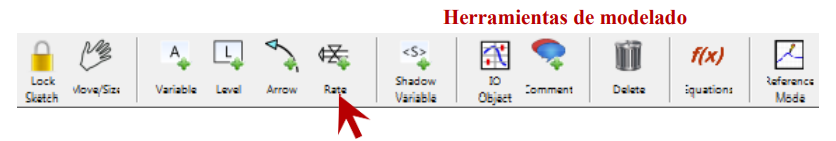 Herramientas de modelado
A
L
<S>
f(x)
Lock
Sketch
Move/Size
Variable
Level
Arrow
Rate
Shadow
Variable
IO
Object
Comment
Delete
Equations
Reference
Mode